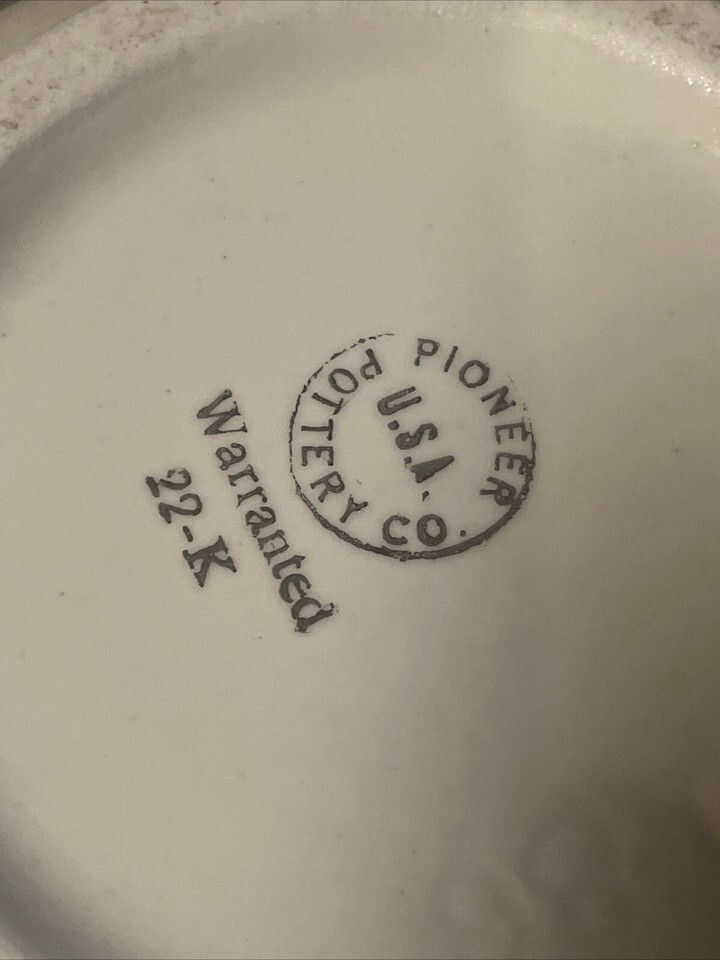 PIONEER
POTTERY CO.
U.S.A.
Warranted
22-K